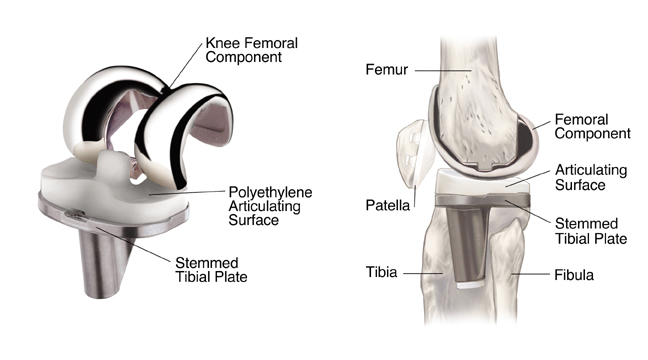 Knee Femoral
Component
Polyethylene
Articulating
Surface
Stemmed
Tibial Plate
Femur
Femoral
Component
Articulating
Surface
Patella
Stemmed
Tibial Plate
Tibia
Fibula